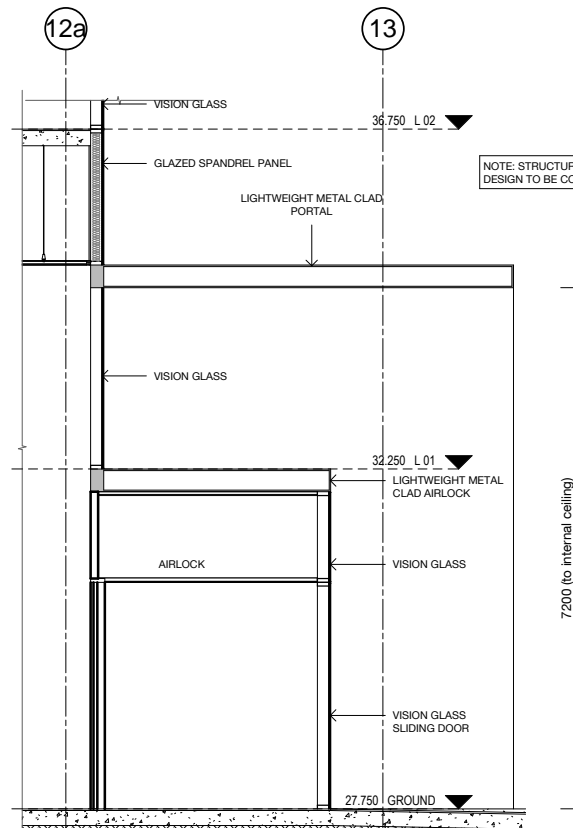 12a
13
VISION GLASS
36.750 L 02
GLAZED SPANDREL PANEL
NOTE: STRUCTUR
DESIGN TO BE CO
LIGHTWEIGHT METAL CLAD
PORTAL
VISION GLASS
32.250 L 01
LIGHTWEIGHT METAL
CLAD AIRLOCK
AIRLOCK
VISION GLASS
7200 (to internal ceiling)
VISION GLASS
SLIDING DOOR
27.750 GROUND